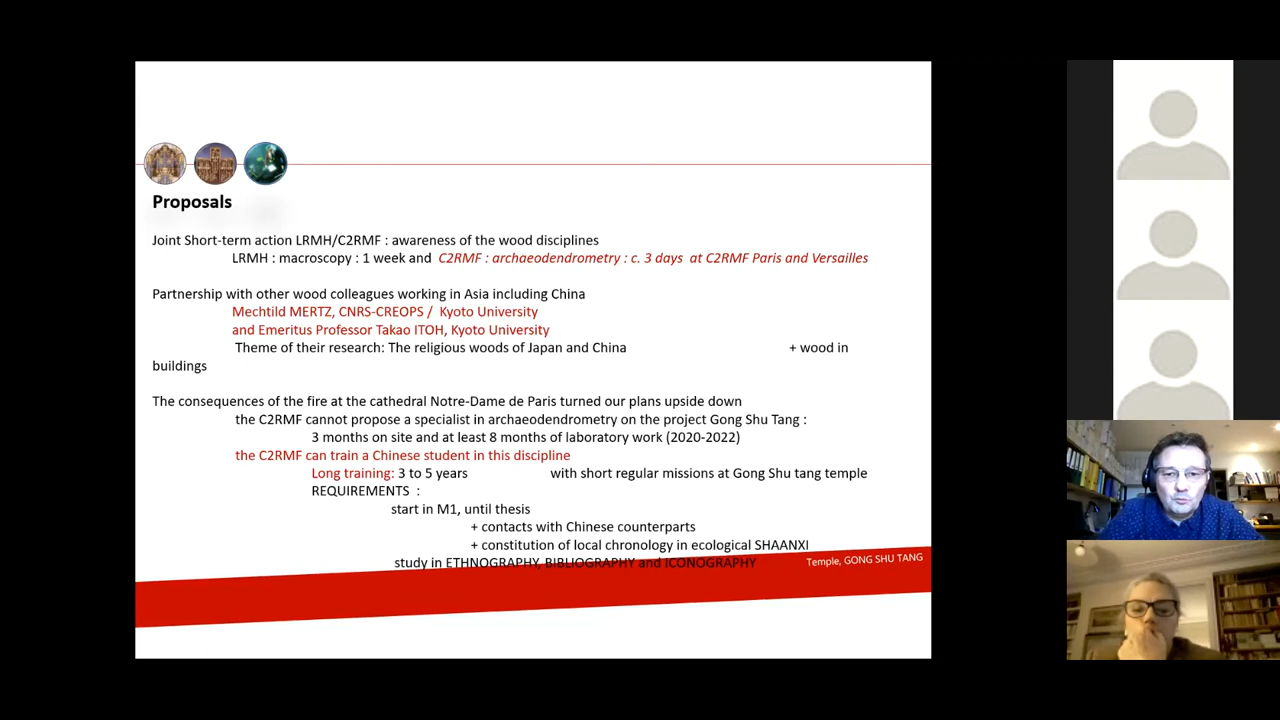 Proposals
Joint Short-term action LRMH/C2RMF : awareness of the wood disciplines
LRMH : macroscopy : 1 week and C2RMF : archaeodendrometry : c. 3 days at C2RMF Paris and Versailles
Partnership with other wood colleagues working in Asia including China
Mechtild MERTZ, CNRS-CREOPS / Kyoto University
and Emeritus Professor Takao ITOH, Kyoto University
Theme of their research: The religious woods of Japan and China + wood in
buildings
The consequences of the fire at the cathedral Notre-Dame de Paris turned our plans upside down
the C2RMF cannot propose a specialist in archaeodendrometry on the project Gong Shu Tang :
3 months on site and at least 8 months of laboratory work (2020-2022)
the C2RMF can train a Chinese student in this discipline
Long training: 3 to 5 years with short regular missions at Gong Shu tang temple
REQUIREMENTS :
start in M1, until thesis
+ contacts with Chinese counterparts
+ constitution of local chronology in ecological SHAANXI
study in ETHNOGRAPHY, BIBLIOGRAPHY and ICONOGRAPHY
Temple, GONG SHU TANG